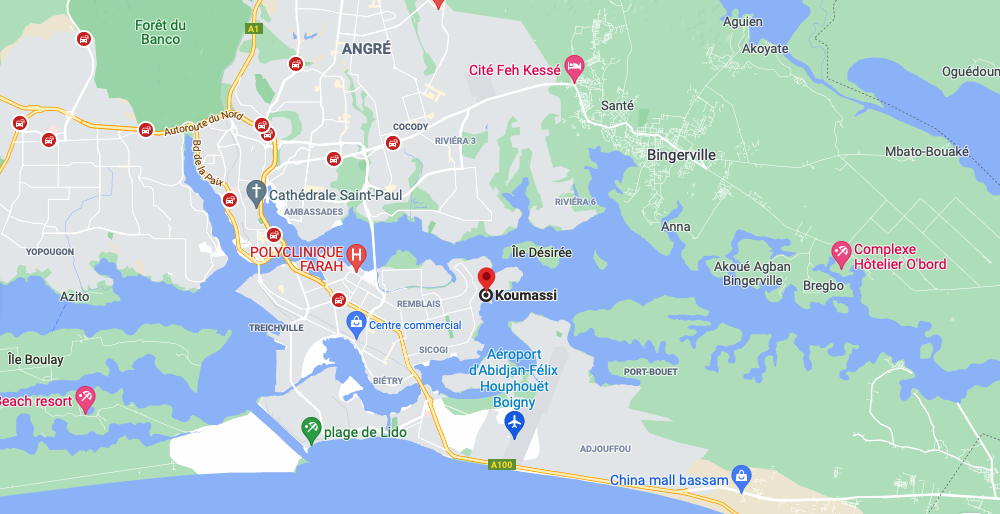 Forêt du
Banco
A1
ANGRÉ
Aguien
Akoyate
Cité Feh Kessé
Oguédoun
Santé
Autoroute du Nord
COCODY
RIVIÉRA 3
Bd de la Paix
Bingerville
Mbato-Bouaké
Cathédrale Saint-Paul
AMBASSADES
RIVIÉRA 6
Anna
YOPOUGON
POLYCLINIQUE
FARAH
H
Île Désirée
Complexe
Hôtelier O'bord
Akoué Agban
Bingerville
Bregbo
Azito
REMBLAIS
Koumassi
TREICHVILLE
Centre commercial
Île Boulay
SICOGI
Aéroport
d'Abidjan-Félix
Houphouët
Boigny
PORT-BOUET
BIÉTRY
Beach resort
plage de Lido
ADJOUFFOU
A100
China mall bassam